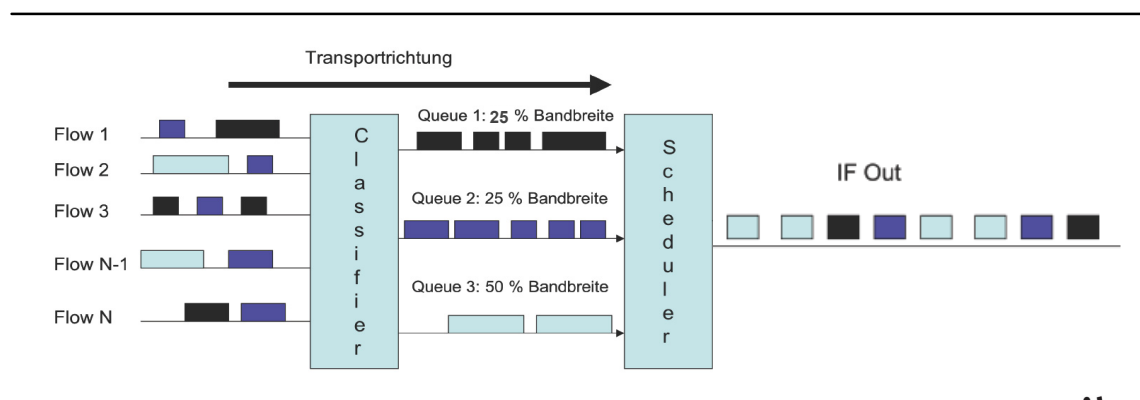 Transportrichtung
Flow 1
Flow 2
Flow 3
Flow N-1
Flow N
Classifier
Queue 1: 25 % Bandbreite
Queue 2: 25 % Bandbreite
Queue 3: 50 % Bandbreite
Scheduler
IF Out